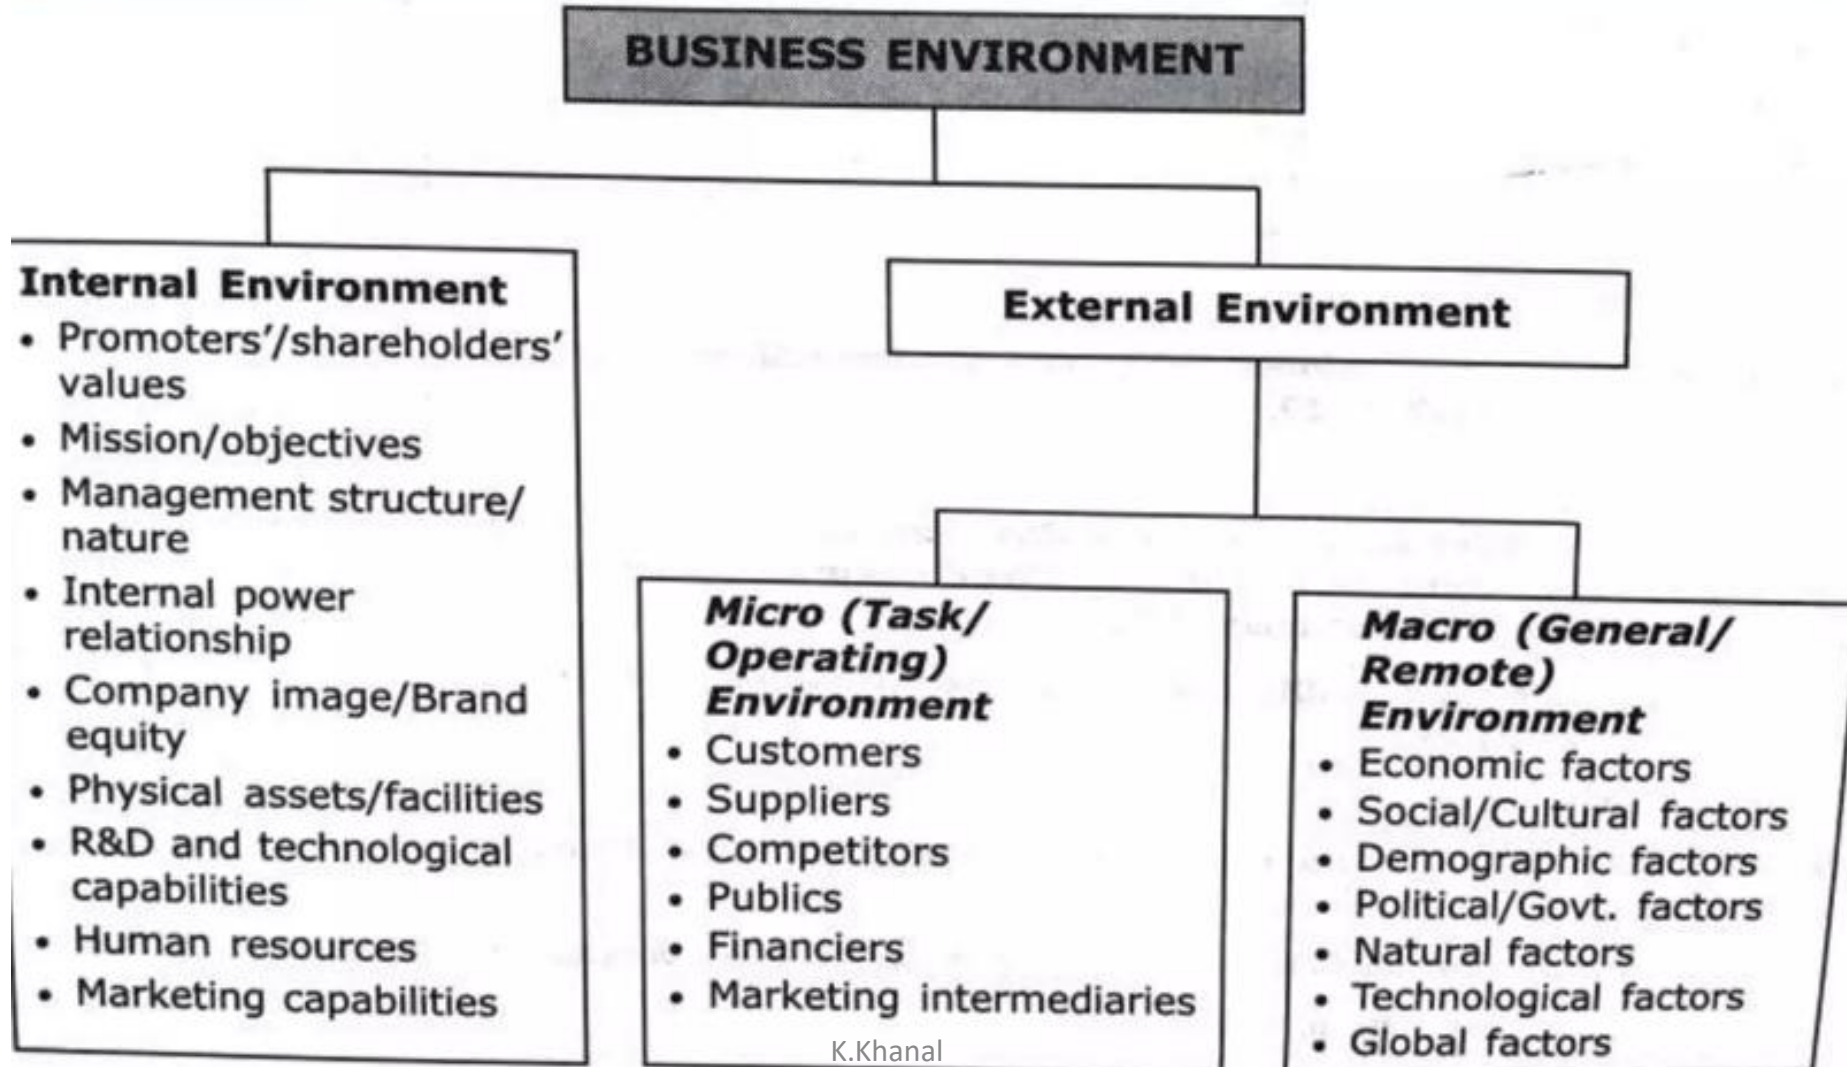 BUSINESS ENVIRONMENT
Internal Environment
• Promoters'/shareholders'
values
• Mission/objectives
• Management structure/
nature
• Internal power
relationship
• Company image/Brand
equity
• Physical assets/facilities
• R&D and technological
capabilities
• Human resources
• Marketing capabilities
External Environment
Micro (Task/
Operating)
Environment
• Customers
• Suppliers
• Competitors
• Publics
• Financiers
• Marketing intermediaries
Macro (General/
Remote)
Environment
• Economic factors
• Social/Cultural factors
• Demographic factors
• Political/Govt. factors
• Natural factors
• Technological factors
• Global factors
K.Khanal